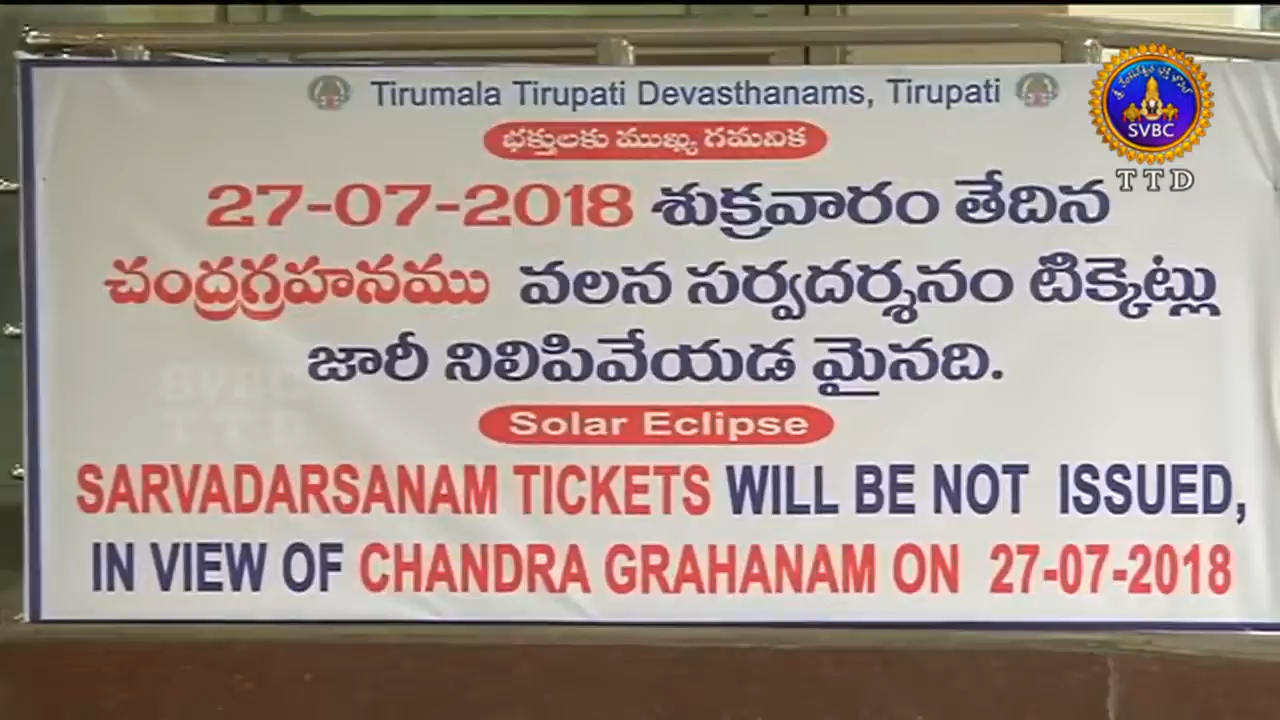 Tirumala Tirupati Devasthanams, Tirupati
భక్తులకు ముఖ్య గమనిక
27-07-2018 శుక్రవారం తేదిన
చంద్రగ్రహనము వలన సర్వదర్శనం టిక్కెట్లు
జారీ నిలిపివేయడ మైనది.
Solar Eclipse
SARVADARSANAM TICKETS WILL BE NOT ISSUED,
IN VIEW OF CHANDRA GRAHANAM ON 27-07-2018
SVBC
TTD
SVBC
TTD